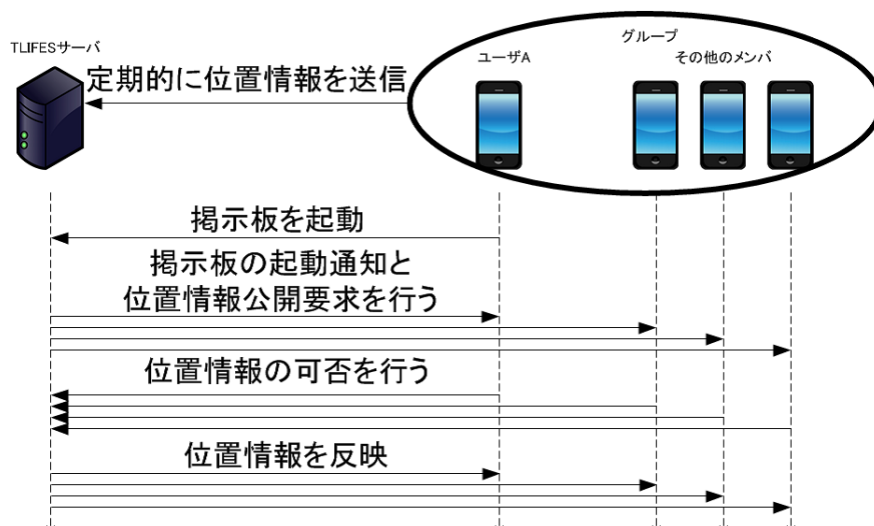 TLIFESサーバ
グループ
ユーザA
その他のメンバ
定期的に位置情報を送信
掲示板を起動
掲示板の起動通知と
位置情報公開要求を行う
位置情報の可否を行う
位置情報を反映